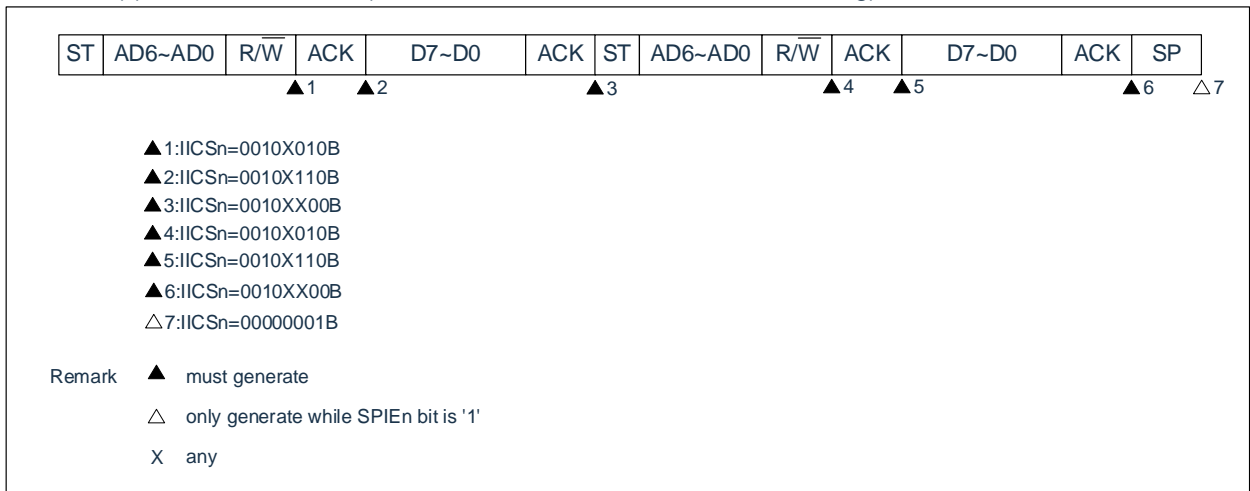 ST AD6~AD0 R/W̅ ACK D7~D0 ACK ST AD6~AD0 R/W̅ ACK D7~D0 ACK SP
▲1 ▲2 ▲3 ▲4 ▲5 ▲6 △7
▲1:IICSn=0010X010B
▲2:IICSn=0010X110B
▲3:IICSn=0010XX00B
▲4:IICSn=0010X010B
▲5:IICSn=0010X110B
▲6:IICSn=0010XX00B
△7:IICSn=00000001B
Remark ▲ must generate
△ only generate while SPIEn bit is '1'
X any